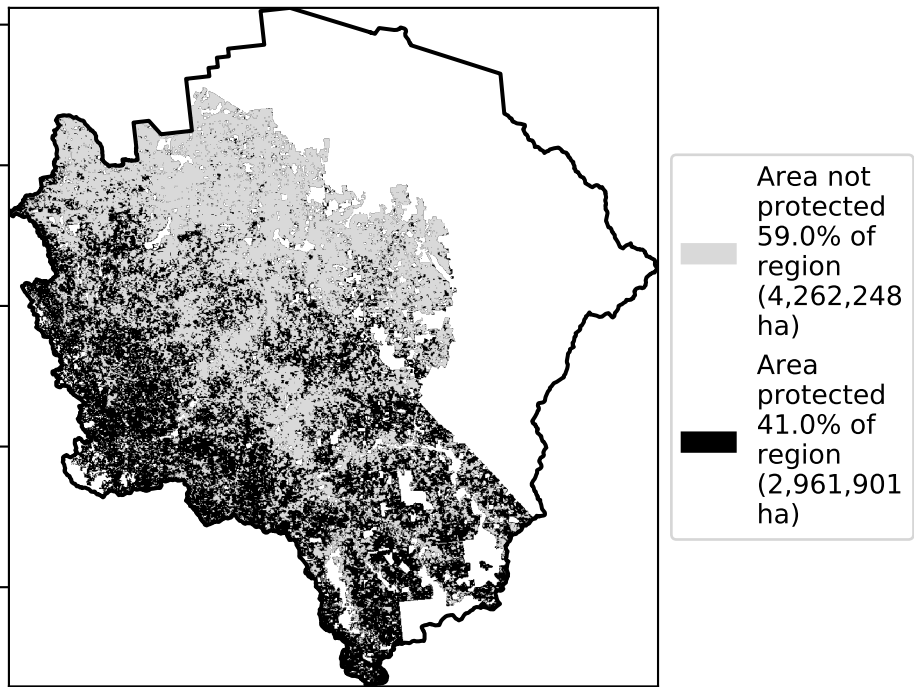 Area not
protected
59.0% of
region
(4,262,248
ha)
Area
protected
41.0% of
region
(2,961,901
ha)